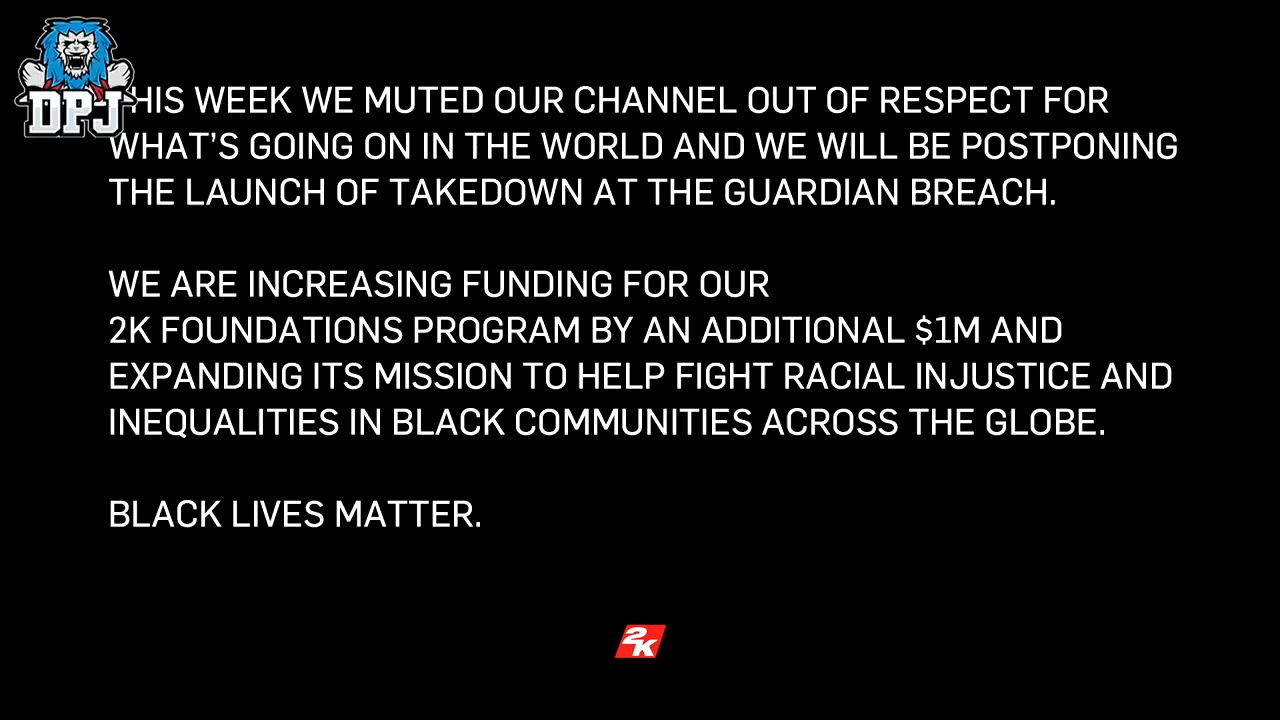 DPJ
THIS WEEK WE MUTED OUR CHANNEL OUT OF RESPECT FOR
WHAT'S GOING ON IN THE WORLD AND WE WILL BE POSTPONING
THE LAUNCH OF TAKEDOWN AT THE GUARDIAN BREACH.
WE ARE INCREASING FUNDING FOR OUR
2K FOUNDATIONS PROGRAM BY AN ADDITIONAL $1M AND
EXPANDING ITS MISSION TO HELP FIGHT RACIAL INJUSTICE AND
INEQUALITIES IN BLACK COMMUNITIES ACROSS THE GLOBE.
BLACK LIVES MATTER.
2K